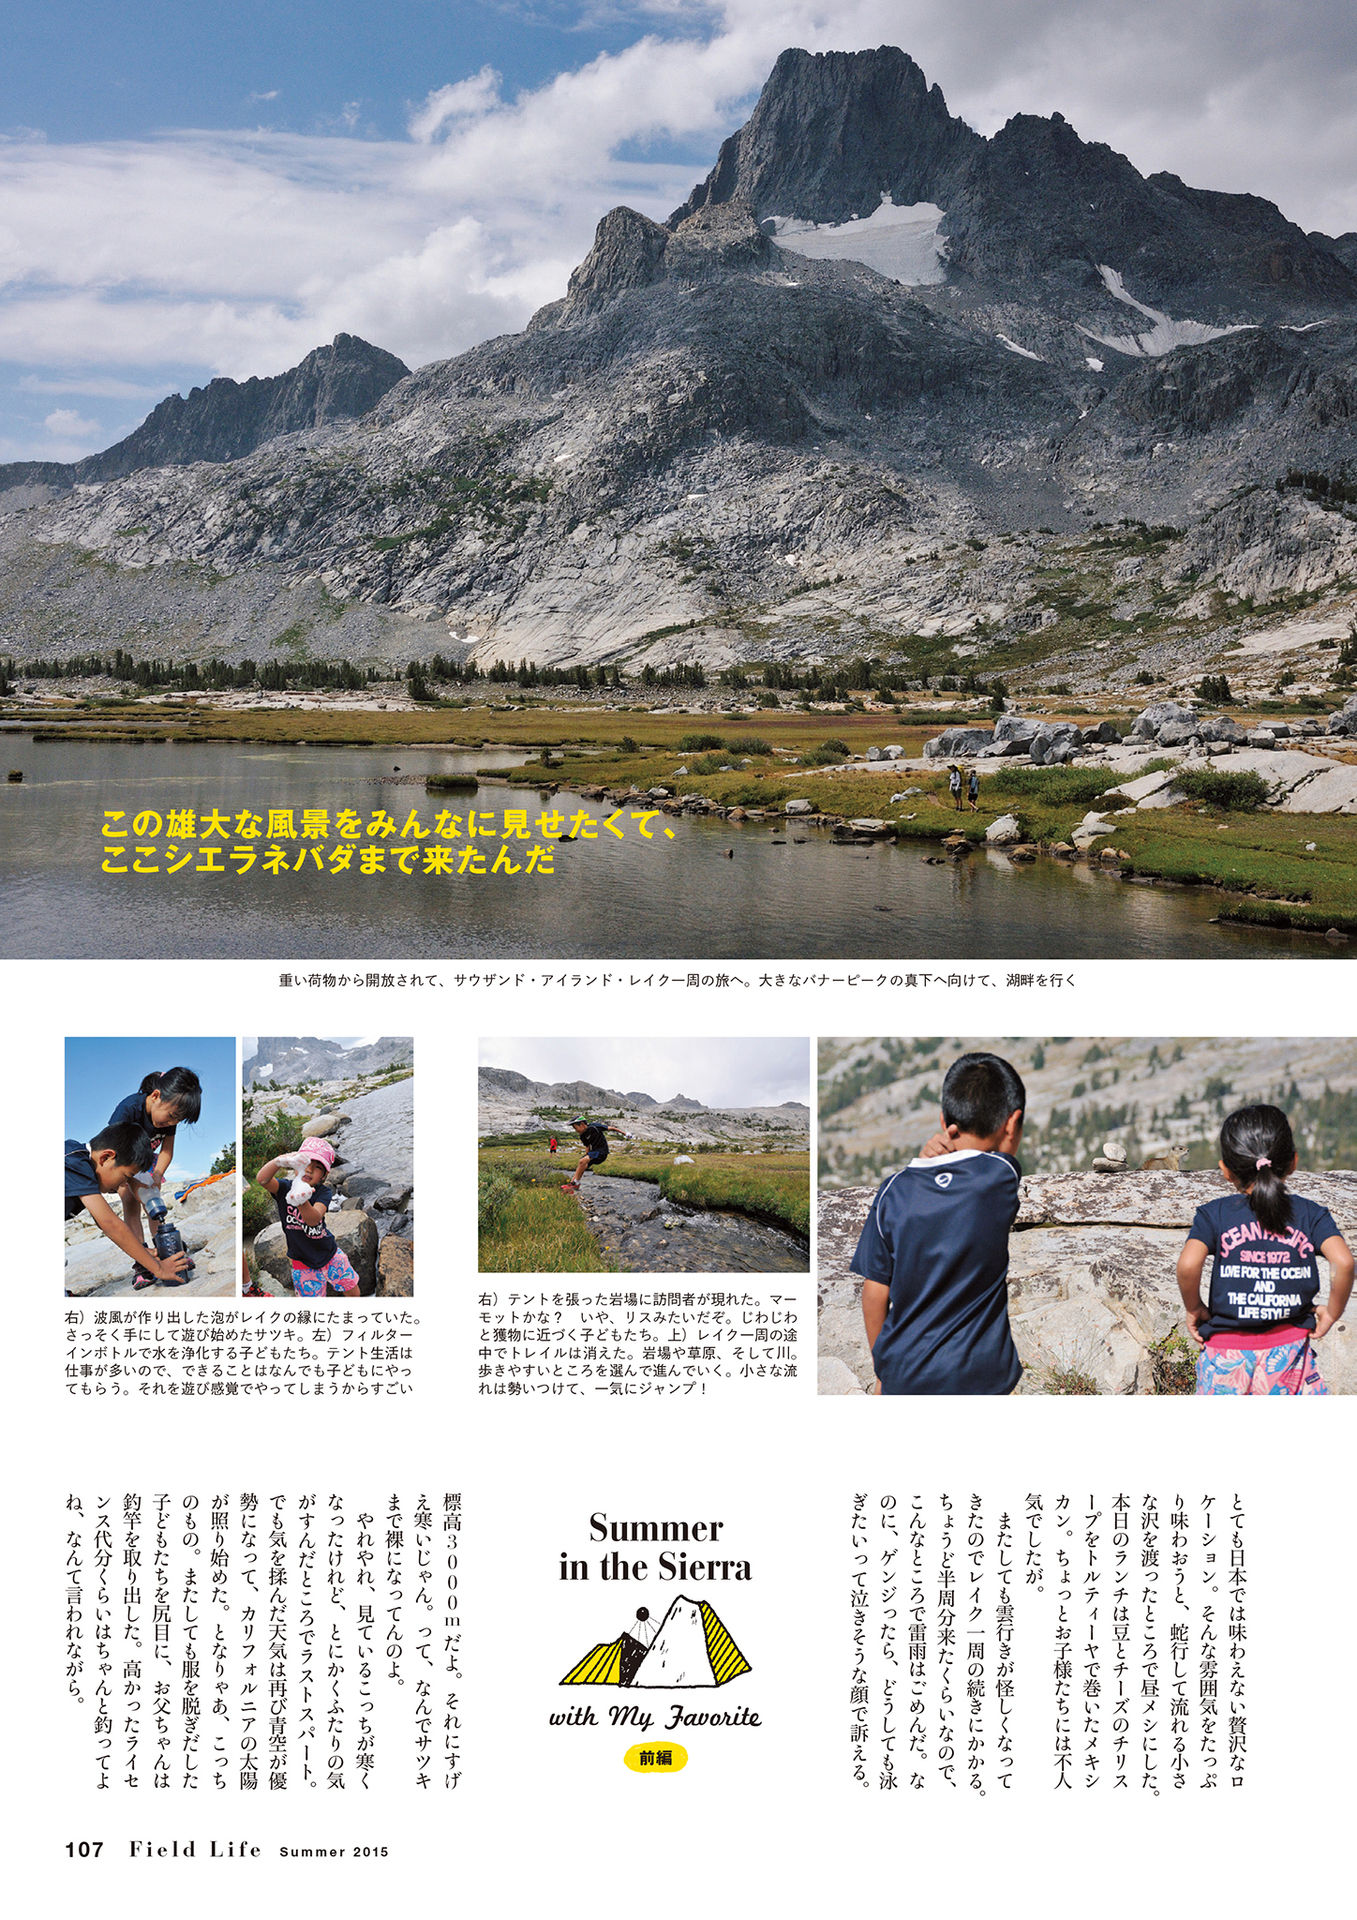 この雄大な風景をみんなに見せたくて、
ここシエラネバダまで来たんだ
重い荷物から開放されて、サウザンド・アイランド・レイク一周の旅へ。大きなバナーピークの真下へ向けて、湖畔を行く
右）波風が作り出した泡がレイクの縁にたまっていた。
さっそく手にして遊び始めたサツキ。左）フィルター
インボトルで水を浄化する子どもたち。テント生活は
仕事が多いので、できることはなんでも子どもにやっ
てもらう。それを遊び感覚でやってしまうからすごい
右）テントを張った岩場に訪問者が現れた。マー
モットかな？　いや、リスみたいだぞ。じわじわ
と獲物に近づく子どもたち。上）レイク一周の途
中でトレイルは消えた。岩場や草原、そして川。
歩きやすいところを選んで進んでいく。小さな流
れは勢いつけて、一気にジャンプ！
OCEAN PACIFIC
SINCE 1972
LOVE FOR THE OCEAN
AND
THE CALIFORNIA
LIFE STYLE
とても日本では味わえない贅沢なロ
ケーション。そんな雰囲気をたっぷ
り味わおうと、蛇行して流れる小さ
な沢を渡ったところで昼メシにした。
本日のランチは豆とチーズのチリス
ープをトルティーヤで巻いたメキシ
カン。ちょっとお子様たちには不人
気でしたが。
またしても雲行きが怪しくなって
きたのでレイク一周の続きにかかる。
ちょうど半周分来たくらいなので、
こんなところで雷雨はごめんだ。な
のに、ゲンジったら、どうしても泳
ぎたいって泣きそうな顔で訴える。
Summer
in the Sierra
with My Favorite
前編
標高3000mだよ。それにすげ
え寒いじゃん。って、なんでサツキ
まで裸になってんのよ。
やれやれ、見ているこっちが寒く
なったけれど、とにかくふたりの気
がすんだところでラストスパート。
でも気を揉んだ天気は再び青空が優
勢になって、カリフォルニアの太陽
が照り始めた。となりゃあ、こっち
のもの。またしても服を脱ぎだした
子どもたちを尻目に、お父ちゃんは
釣竿を取り出した。高かったライセ
ンス代分くらいはちゃんと釣ってよ
ね、なんて言われながら。
107 Field Life Summer 2015